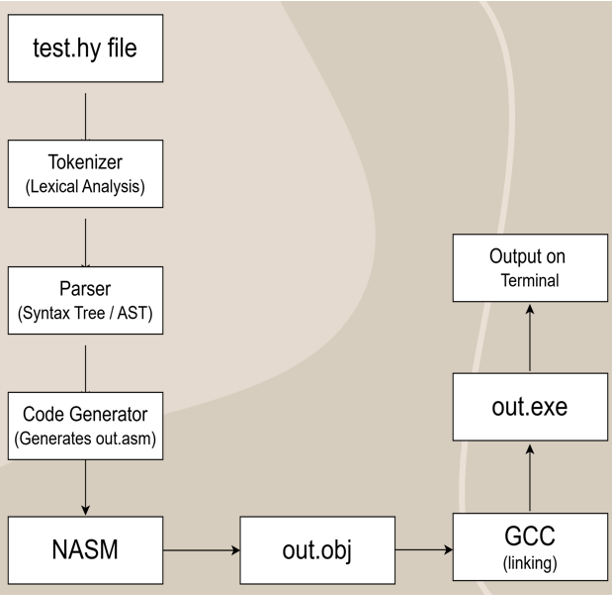 test.hy file
Tokenizer
(Lexical Analysis)
Parser
(Syntax Tree / AST)
Code Generator
(Generates out.asm)
NASM
out.obj
GCC
(linking)
out.exe
Output on
Terminal